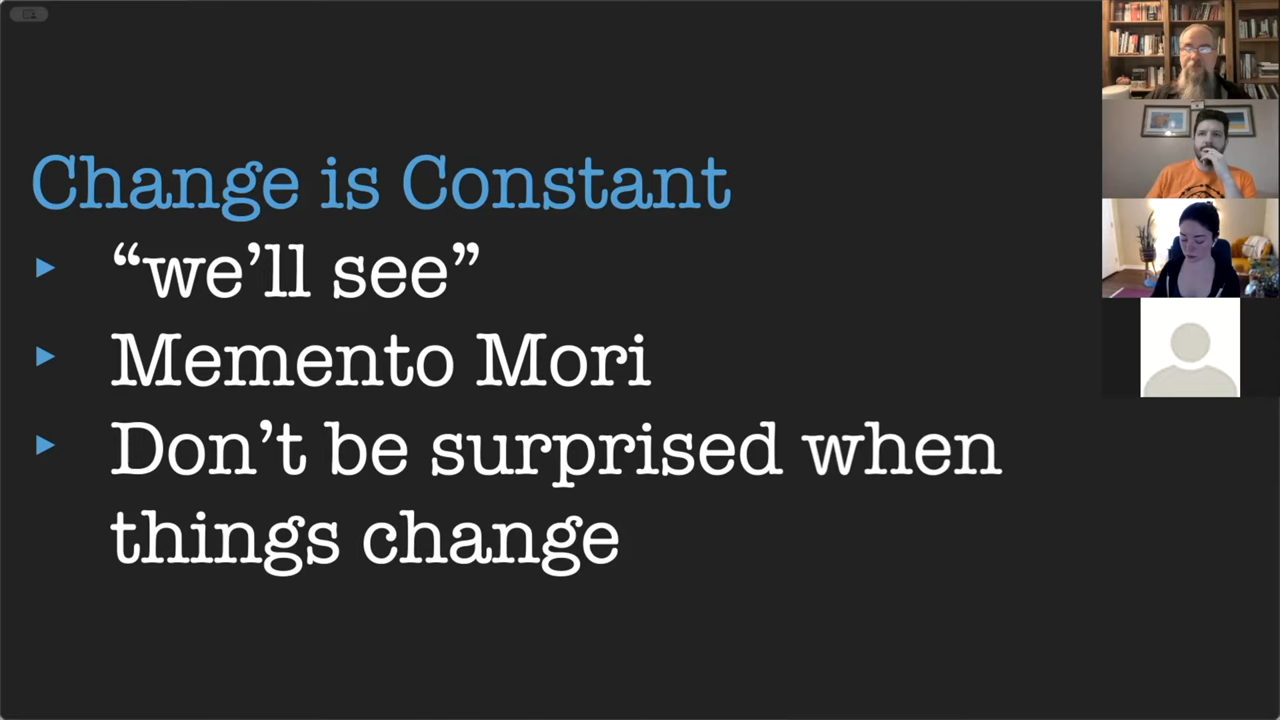 Change is Constant
“we’ll see”
Memento Mori
Don’t be surprised when
things change